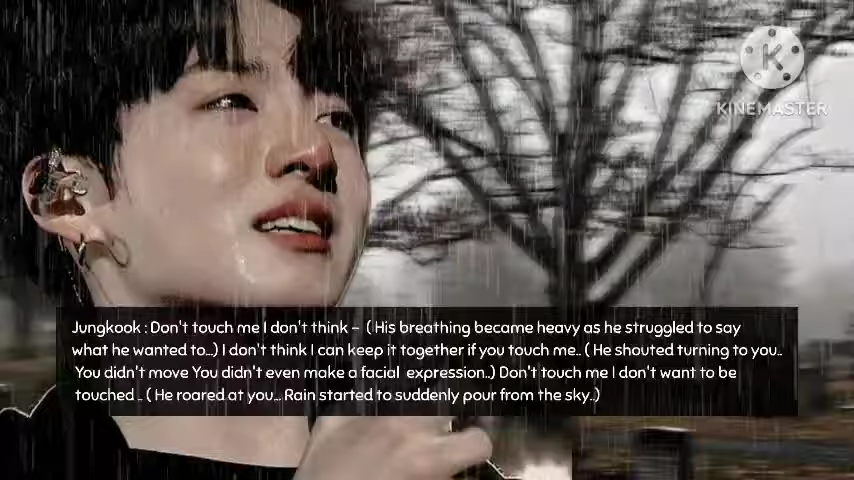 KINEMASTER
Jungkook : Don't touch me I don't think - ( His breathing became heavy as he struggled to say
what he wanted to...) I don't think I can keep it together if you touch me.. ( He shouted turning to you..
You didn't move You didn't even make a facial expression..) Don't touch me I don't want to be
touched .. ( He roared at you... Rain started to suddenly pour from the sky..)